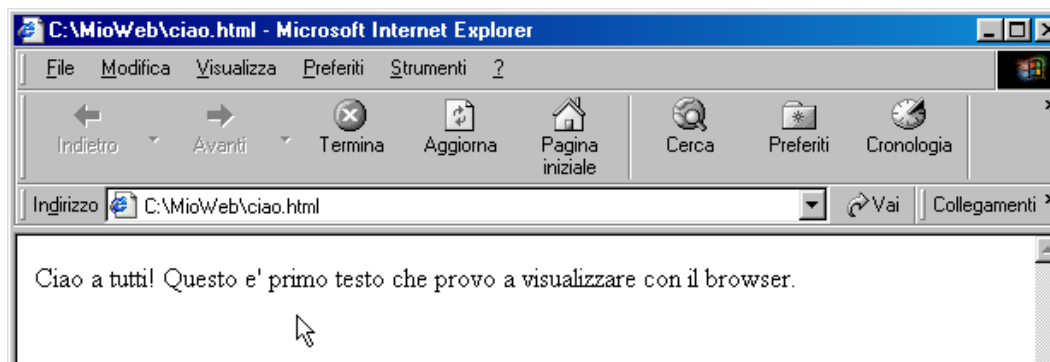 C:\MioWeb\ciao.html - Microsoft Internet Explorer
File Modifica Visualizza Preferiti Strumenti ?
Indietro Avanti Termina Aggiorna Pagina iniziale Cerca Preferiti Cronologia
Indirizzo C:\MioWeb\ciao.html Vai Collegamenti
Ciao a tutti! Questo e' primo testo che provo a visualizzare con il browser.